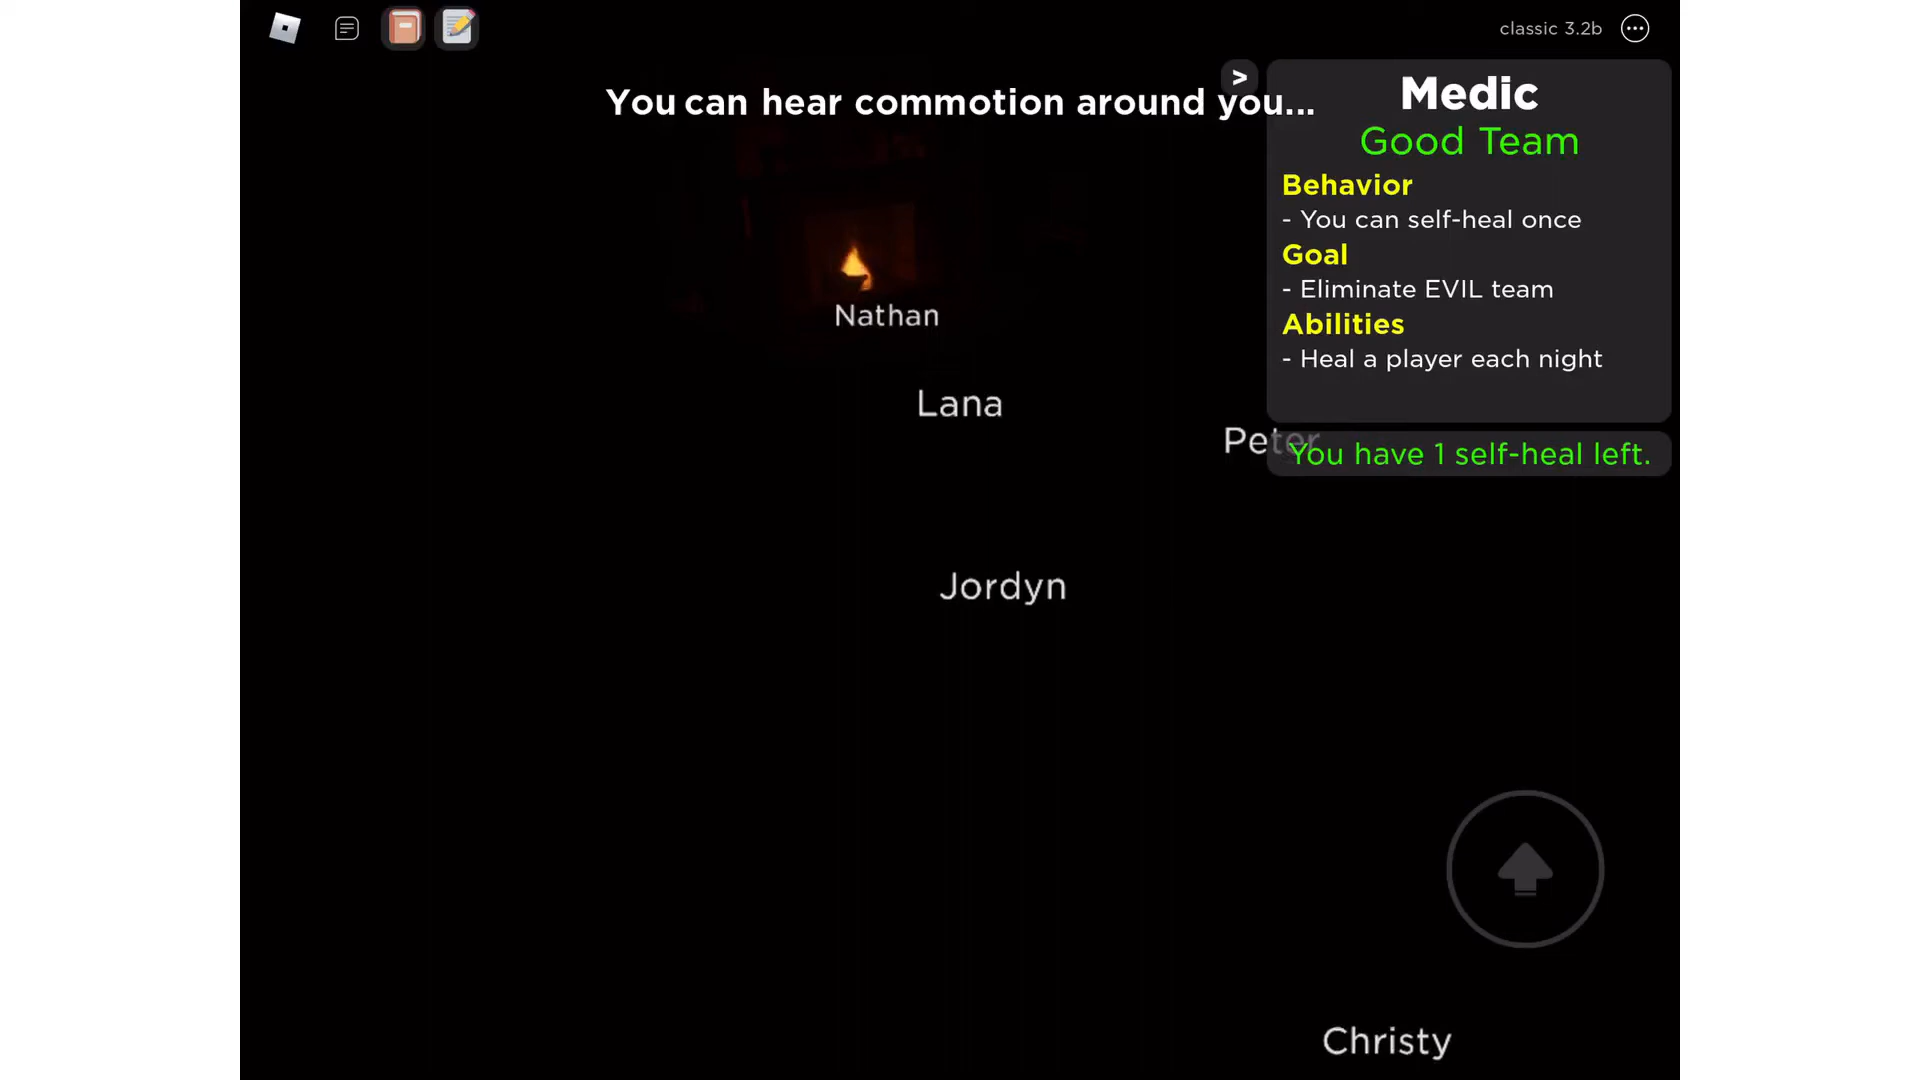 classic 3.2b
You can hear commotion around you...
>
Medic
Good Team
Behavior
- You can self-heal once
Goal
- Eliminate EVIL team
Abilities
- Heal a player each night
Nathan
Lana
Peter
You have 1 self-heal left.
Jordyn
Christy